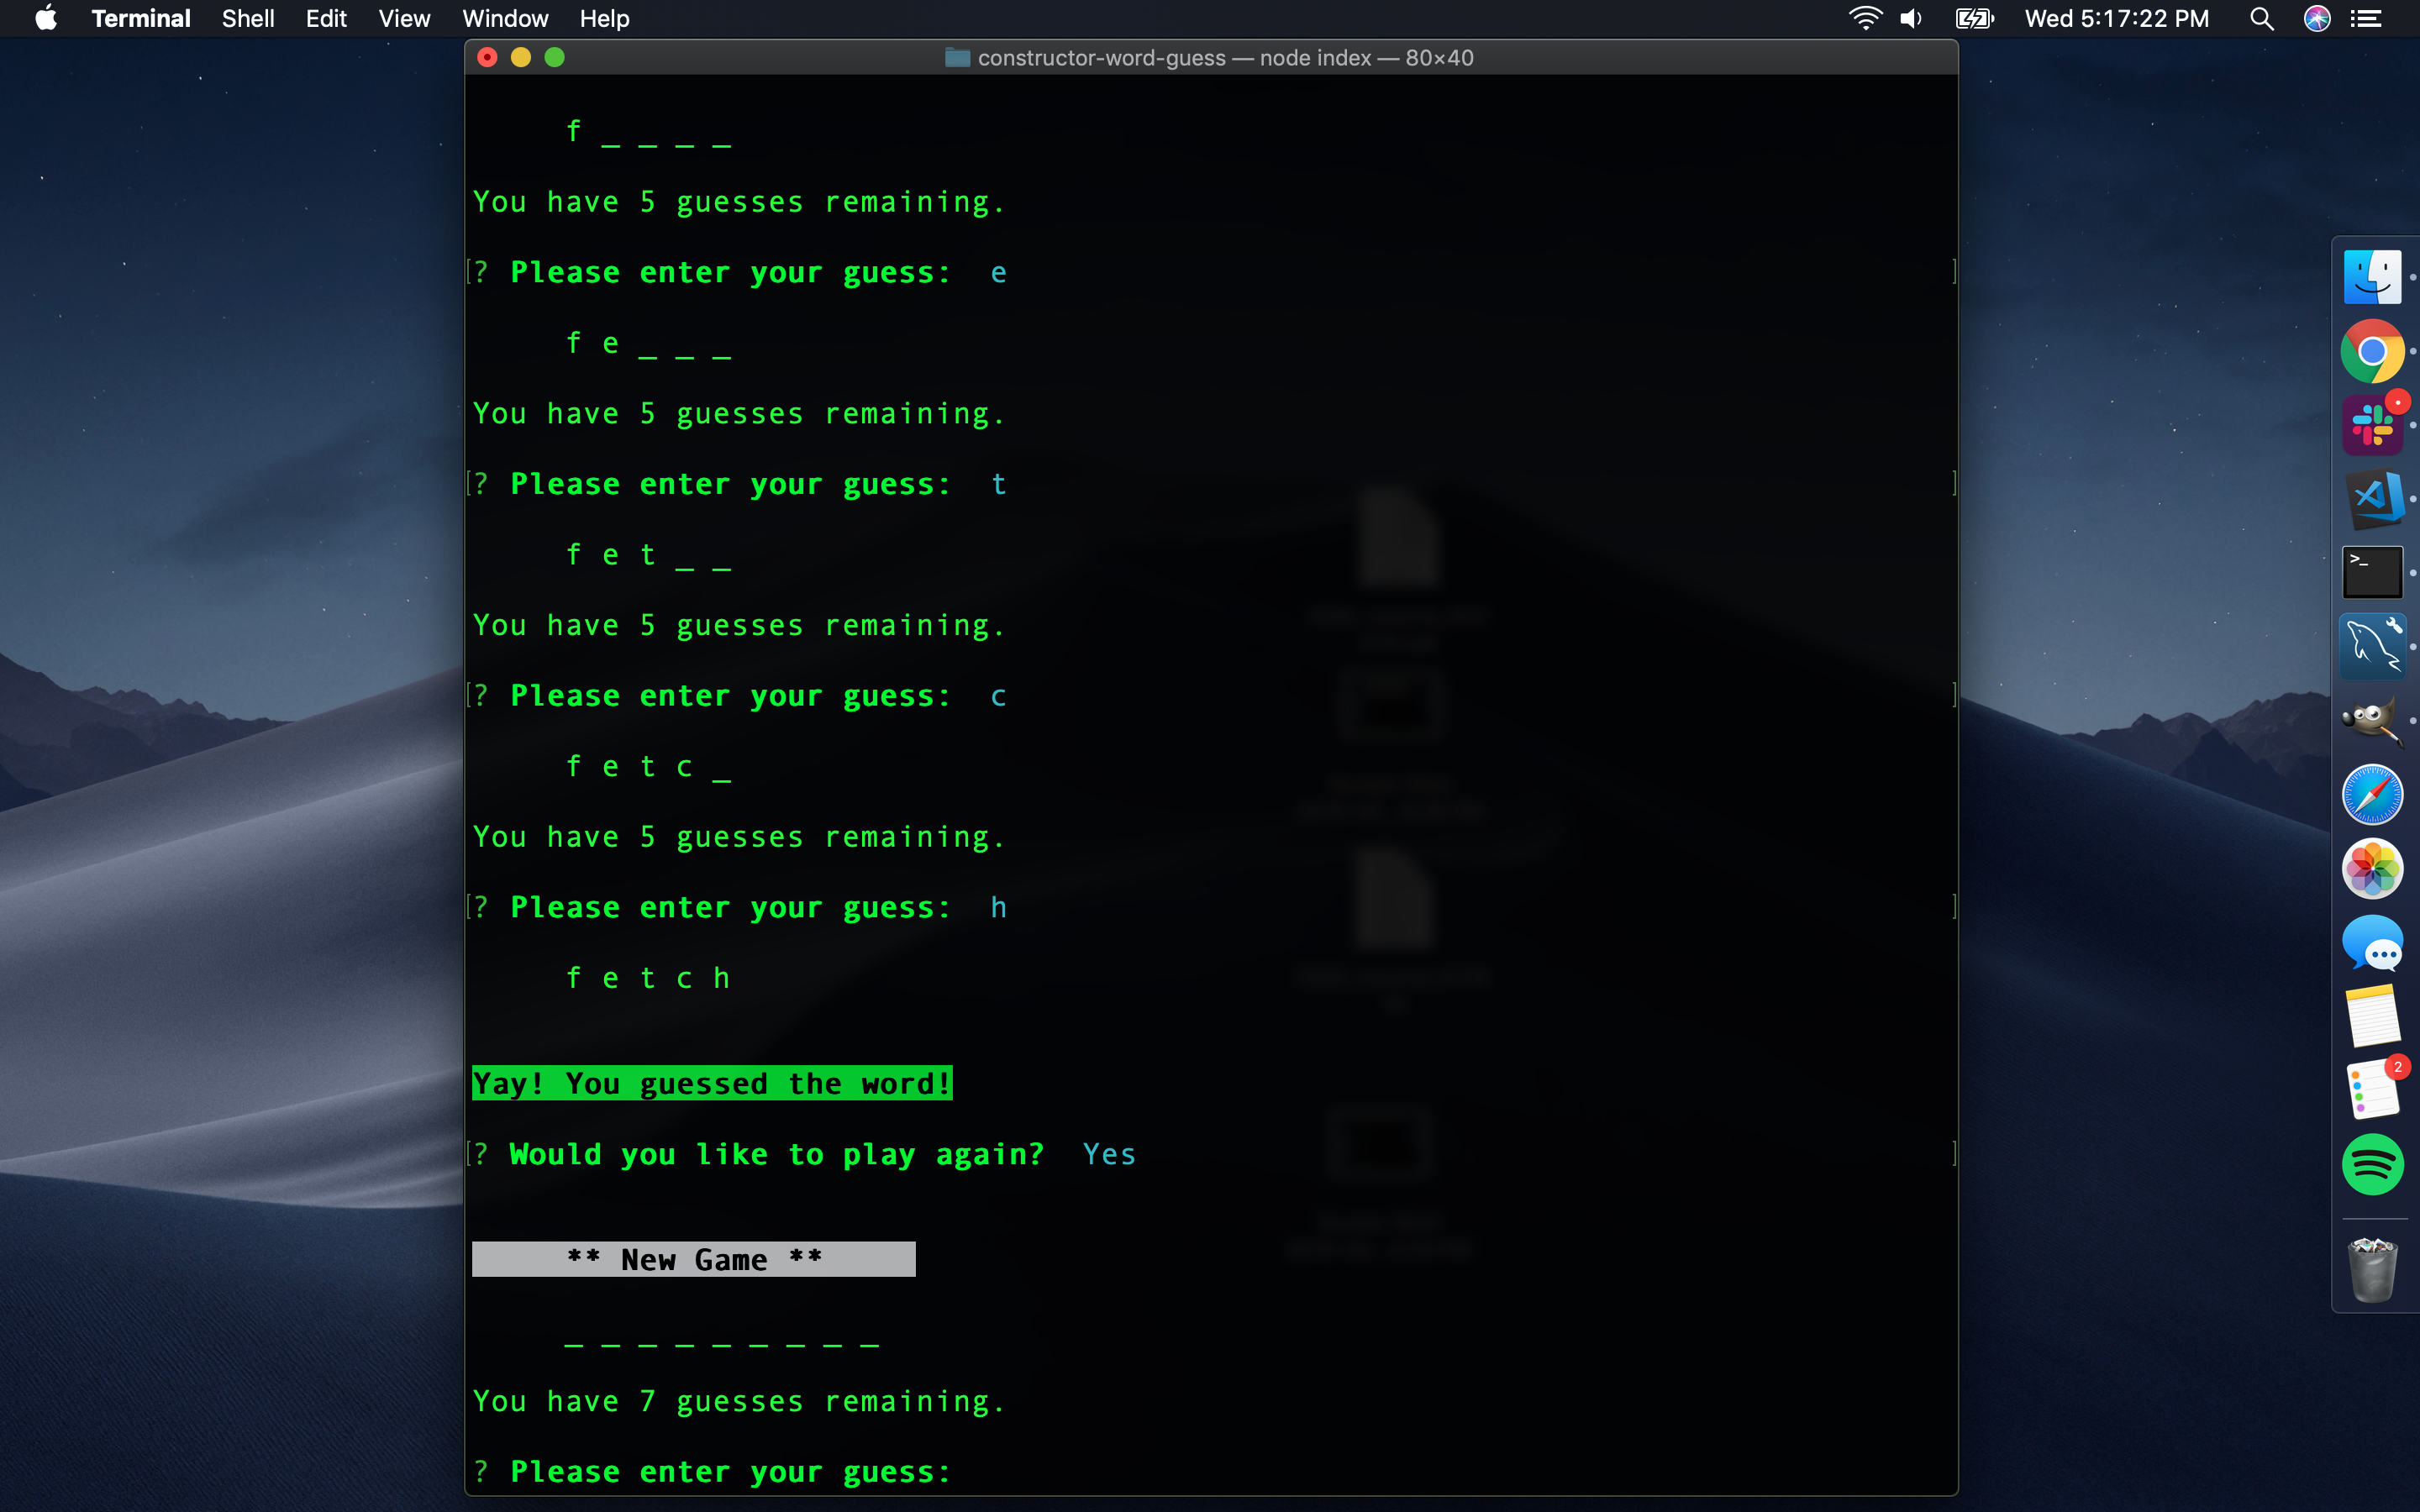 Terminal Shell Edit View Window Help Wed 5:17:22 PM
constructor-word-guess — node index — 80×40
f _ _ _ _
You have 5 guesses remaining.
[? Please enter your guess: e ]
f e _ _ _
You have 5 guesses remaining.
[? Please enter your guess: t ]
f e t _ _
You have 5 guesses remaining.
[? Please enter your guess: c ]
f e t c _
You have 5 guesses remaining.
[? Please enter your guess: h ]
f e t c h
Yay! You guessed the word!
[? Would you like to play again? Yes ]
** New Game **
_ _ _ _ _ _ _ _ _
You have 7 guesses remaining.
? Please enter your guess:
>_
2